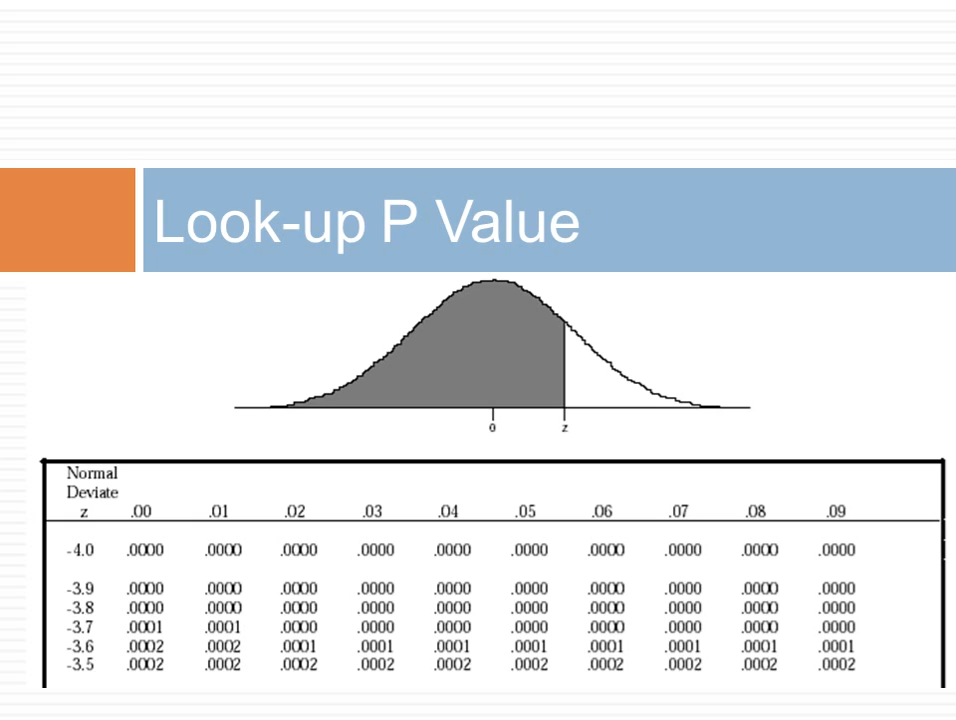 Look-up P Value
0 z
Normal
Deviate
z .00 .01 .02 .03 .04 .05 .06 .07 .08 .09
-4.0 .0000 .0000 .0000 .0000 .0000 .0000 .0000 .0000 .0000 .0000
-3.9 .0000 .0000 .0000 .0000 .0000 .0000 .0000 .0000 .0000 .0000
-3.8 .0000 .0000 .0000 .0000 .0000 .0000 .0000 .0000 .0000 .0000
-3.7 .0001 .0001 .0000 .0000 .0000 .0000 .0000 .0000 .0000 .0000
-3.6 .0002 .0002 .0001 .0001 .0001 .0001 .0001 .0001 .0001 .0001
-3.5 .0002 .0002 .0002 .0002 .0002 .0002 .0002 .0002 .0002 .0002